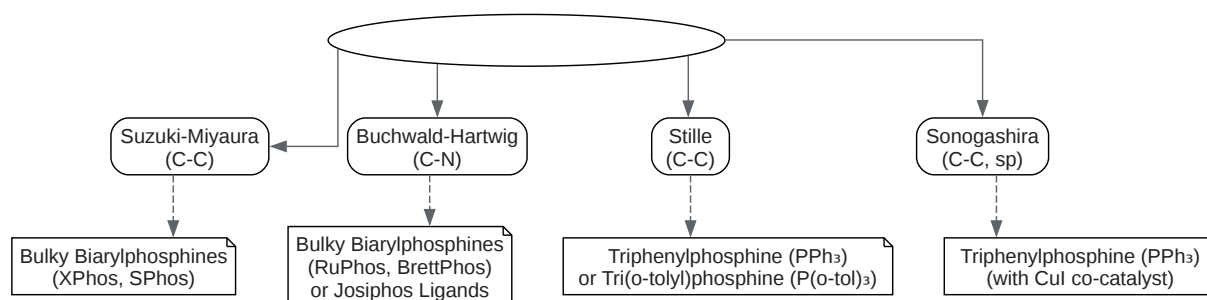 Suzuki-Miyaura
(C-C)
Buchwald-Hartwig
(C-N)
Stille
(C-C)
Sonogashira
(C-C, sp)
Bulky Biarylphosphines
(XPhos, SPhos)
Bulky Biarylphosphines
(RuPhos, BrettPhos)
or Josiphos Ligands
Triphenylphosphine (PPh₃)
or Tri(o-tolyl)phosphine (P(o-tol)₃)
Triphenylphosphine (PPh₃)
(with CuI co-catalyst)